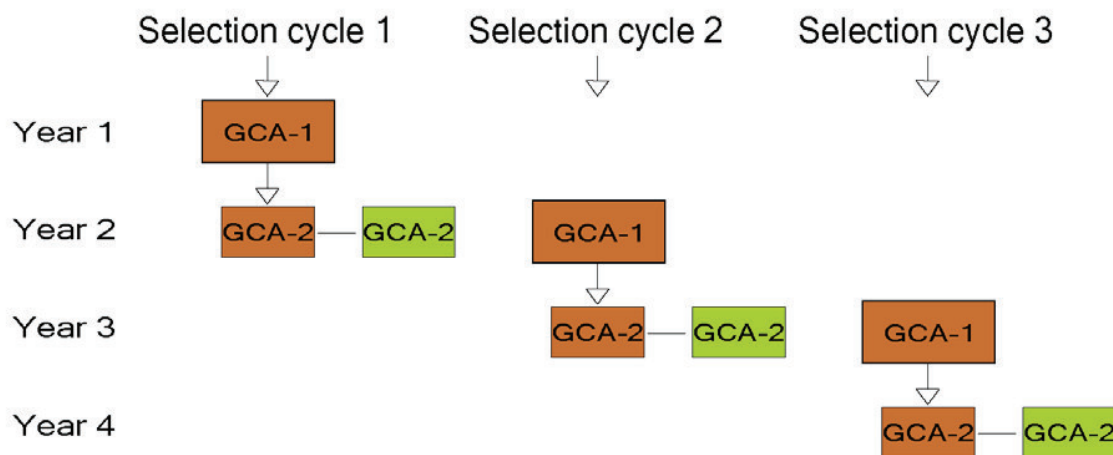 Selection cycle 1 Selection cycle 2 Selection cycle 3
Year 1 GCA-1
Year 2 GCA-2 GCA-2 GCA-1
Year 3 GCA-2 GCA-2 GCA-1
Year 4 GCA-2 GCA-2